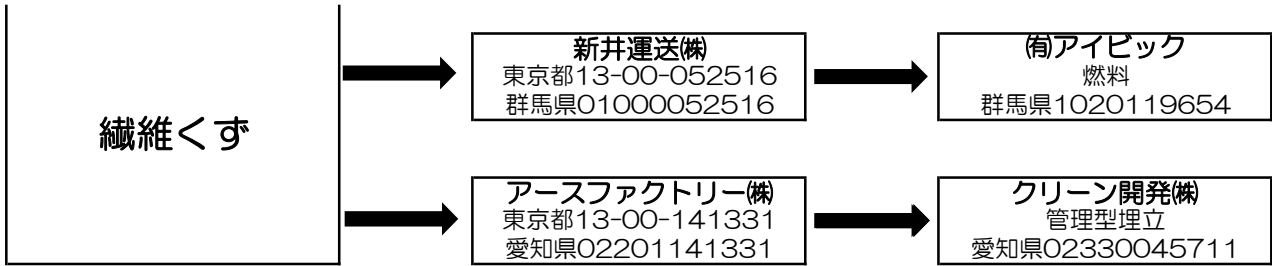 繊維くず
新井運送㈱
東京都13-00-052516
群馬県01000052516
㈲アイビック
燃料
群馬県1020119654
アースファクトリー㈱
東京都13-00-141331
愛知県02201141331
クリーン開発㈱
管理型埋立
愛知県02330045711